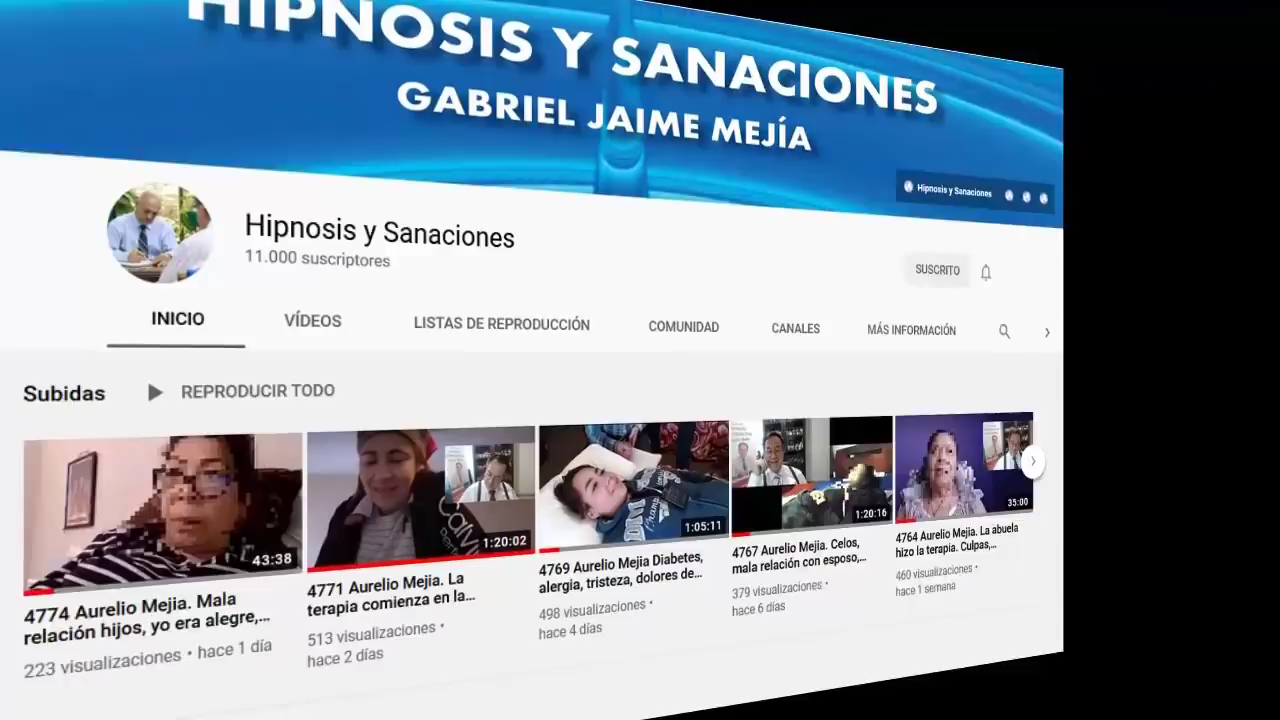 HIPNOSIS Y SANACIONES
GABRIEL JAIME MEJÍA
Hipnosis y Sanaciones
Hipnosis y Sanaciones
11.000 suscriptores
SUSCRITO
INICIO
VÍDEOS
LISTAS DE REPRODUCCIÓN
COMUNIDAD
CANALES
MÁS INFORMACIÓN
Subidas
REPRODUCIR TODO
43:38
4774 Aurelio Mejia. Mala
relación hijos, yo era alegre,...
223 visualizaciones • hace 1 día
1:20:02
4771 Aurelio Mejia. La
terapia comienza en la...
513 visualizaciones •
hace 2 días
1:05:11
4769 Aurelio Mejia Diabetes,
alergia, tristeza, dolores de...
498 visualizaciones •
hace 4 días
1:20:16
4767 Aurelio Mejia. Celos,
mala relación con esposo,...
379 visualizaciones •
hace 6 días
35:00
4764 Aurelio Mejia. La abuela
hizo la terapia. Culpas,...
460 visualizaciones •
hace 1 semana